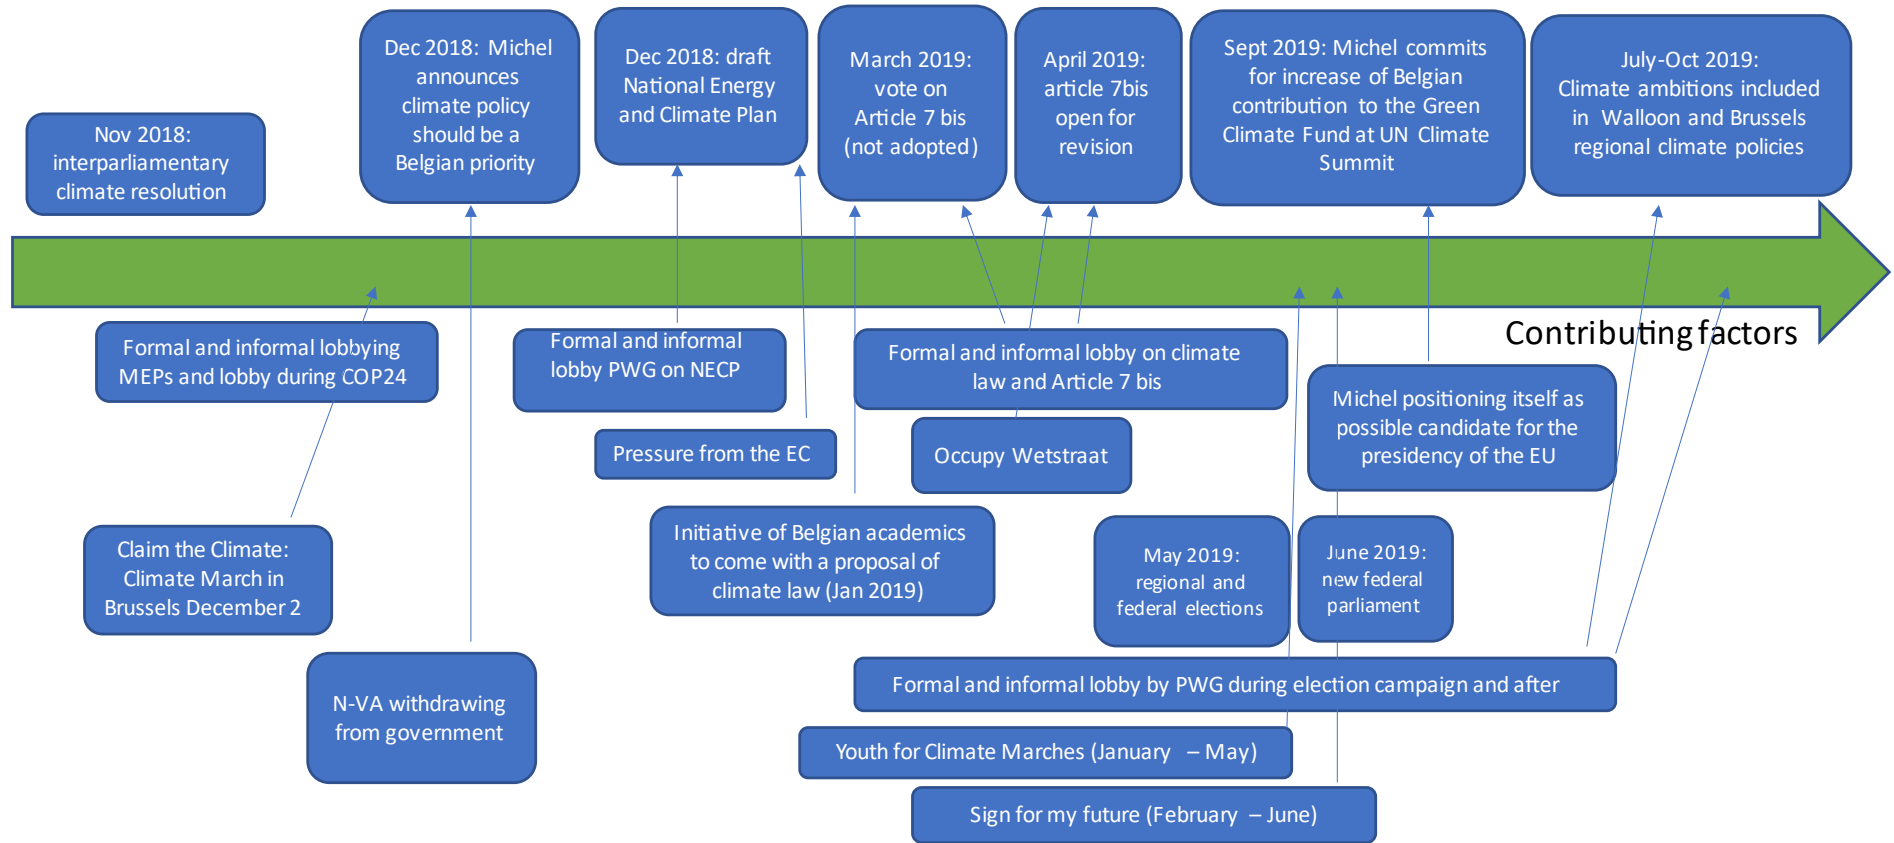 Nov 2018:
interparliamentary
climate resolution
Dec 2018: Michel
announces
climate policy
should be a
Belgian priority
Dec 2018: draft
National Energy
and Climate Plan
March 2019:
vote on
Article 7 bis
(not adopted)
April 2019:
article 7bis
open for
revision
Sept 2019: Michel commits
for increase of Belgian
contribution to the Green
Climate Fund at UN Climate
Summit
July-Oct 2019:
Climate ambitions included
in Walloon and Brussels
regional climate policies
Contributing factors
Formal and informal lobbying
MEPs and lobby during COP24
Formal and informal
lobby PWG on NECP
Formal and informal lobby on climate
law and Article 7 bis
Michel positioning itself as
possible candidate for the
presidency of the EU
Pressure from the EC
Occupy Wetstraat
Claim the Climate:
Climate March in
Brussels December 2
Initiative of Belgian academics
to come with a proposal of
climate law (Jan 2019)
May 2019:
regional and
federal elections
June 2019:
new federal
parliament
N-VA withdrawing
from government
Formal and informal lobby by PWG during election campaign and after
Youth for Climate Marches (January – May)
Sign for my future (February – June)